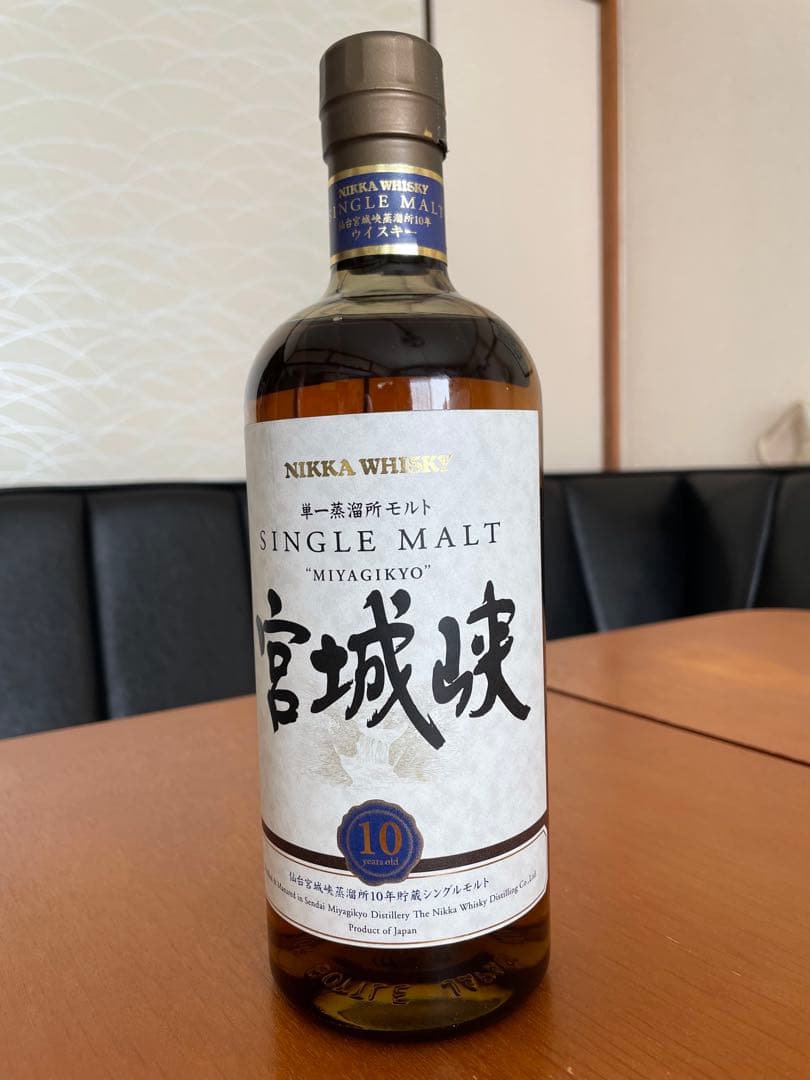 NIKKA WHISKY
SINGLE MALT
仙台宮城峡蒸溜所10年
ウイスキー
NIKKA WHISKY
単一蒸溜所モルト
SINGLE MALT
"MIYAGIKYO"
宮城峡
10
years old
仙台宮城峡蒸溜所10年貯蔵シングルモルト
& Matured in Sendai Miyagikyo Distillery The Nikka Whisky Distilling Co., Ltd.
Product of Japan